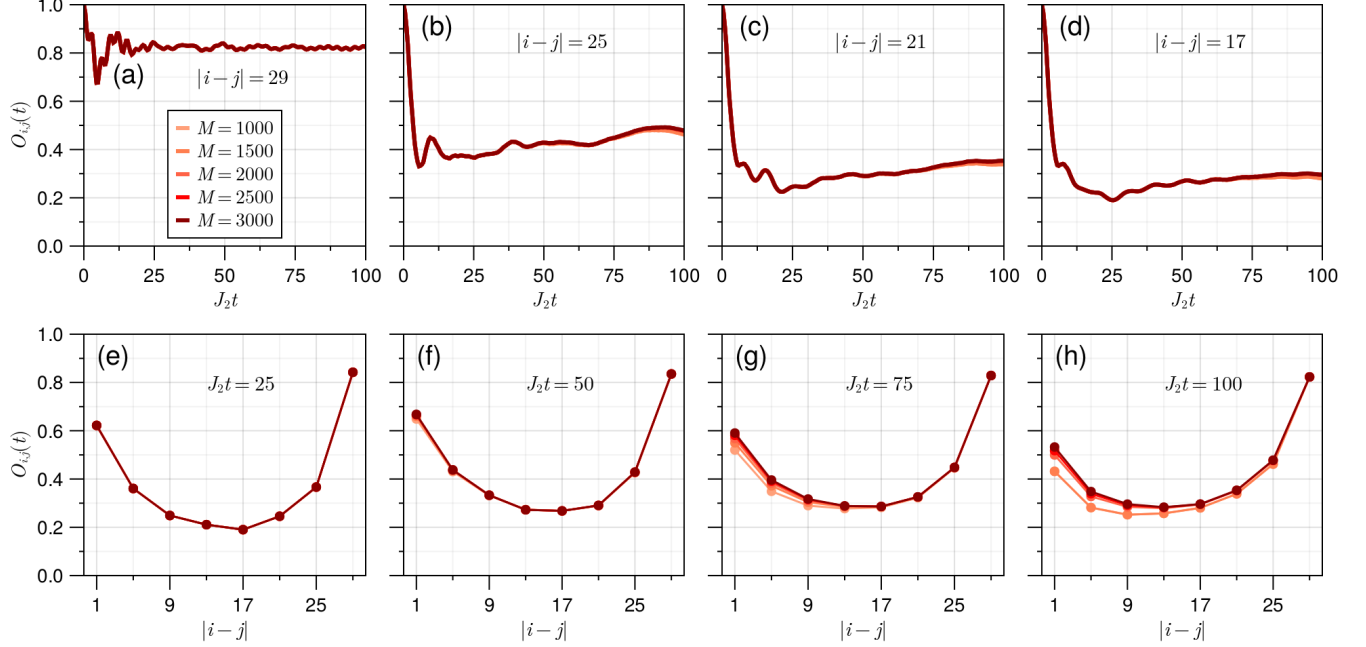 1.0
0.8
0.6
0.4
0.2
0.0
O_{ij}(t)
(a)
|i−j|=29
M=1000
M=1500
M=2000
M=2500
M=3000
0 25 50 75 100
J_2t
(b)
|i−j|=25
0 25 50 75 100
J_2t
(c)
|i−j|=21
0 25 50 75 100
J_2t
(d)
|i−j|=17
0 25 50 75 100
J_2t
1.0
0.8
0.6
0.4
0.2
0.0
O_{ij}(t)
(e)
J_2t=25
1 9 17 25
|i−j|
(f)
J_2t=50
1 9 17 25
|i−j|
(g)
J_2t=75
1 9 17 25
|i−j|
(h)
J_2t=100
1 9 17 25
|i−j|